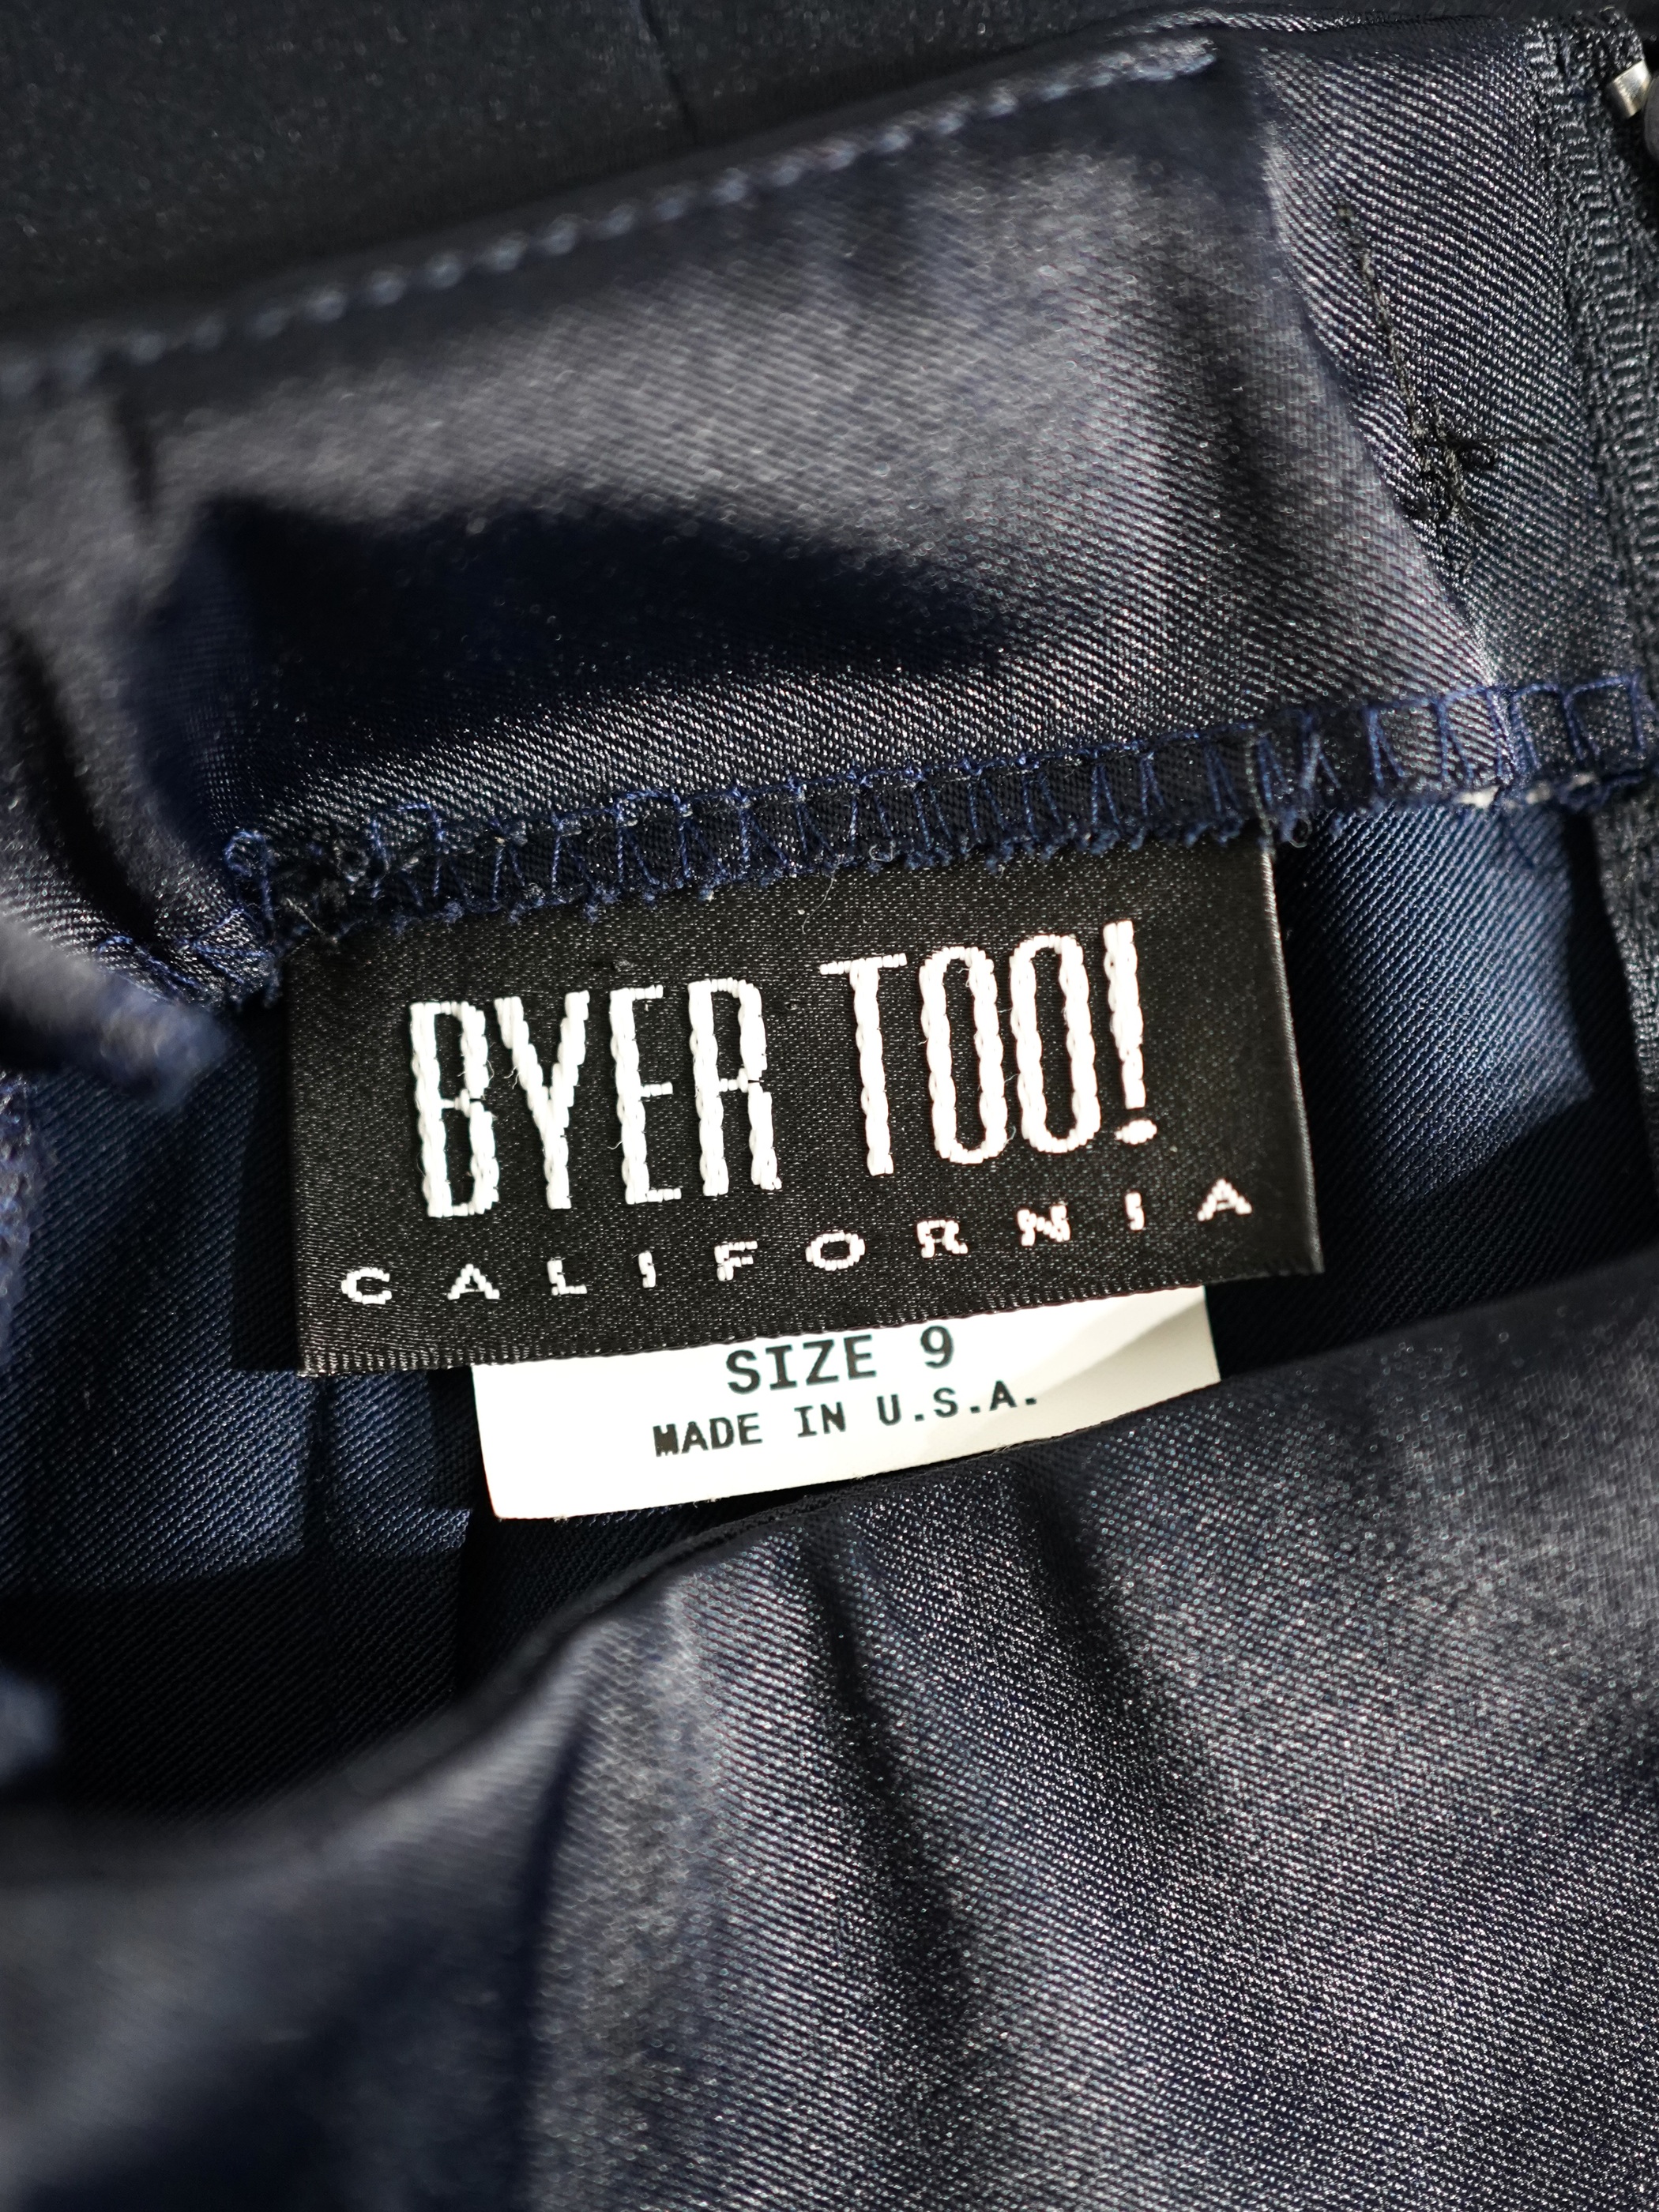 BYER TOO!
CALIFORNIA
SIZE 9
MADE IN U.S.A.